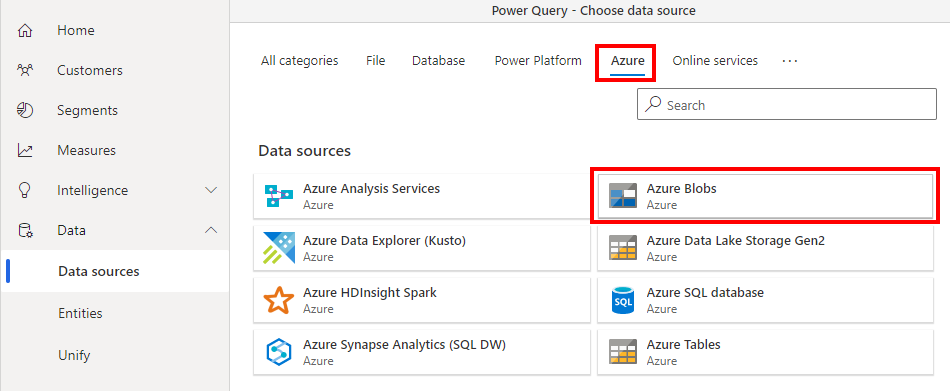 Power Query - Choose data source
Home
Customers
Segments
Measures
Intelligence
Data
Data sources
Entities
Unify
All categories File Database Power Platform Azure Online services ...
Search
Data sources
Azure Analysis Services
Azure
Azure Blobs
Azure
Azure Data Explorer (Kusto)
Azure
Azure Data Lake Storage Gen2
Azure
Azure HDInsight Spark
Azure
SQL
Azure SQL database
Azure
Azure Synapse Analytics (SQL DW)
Azure
Azure Tables
Azure